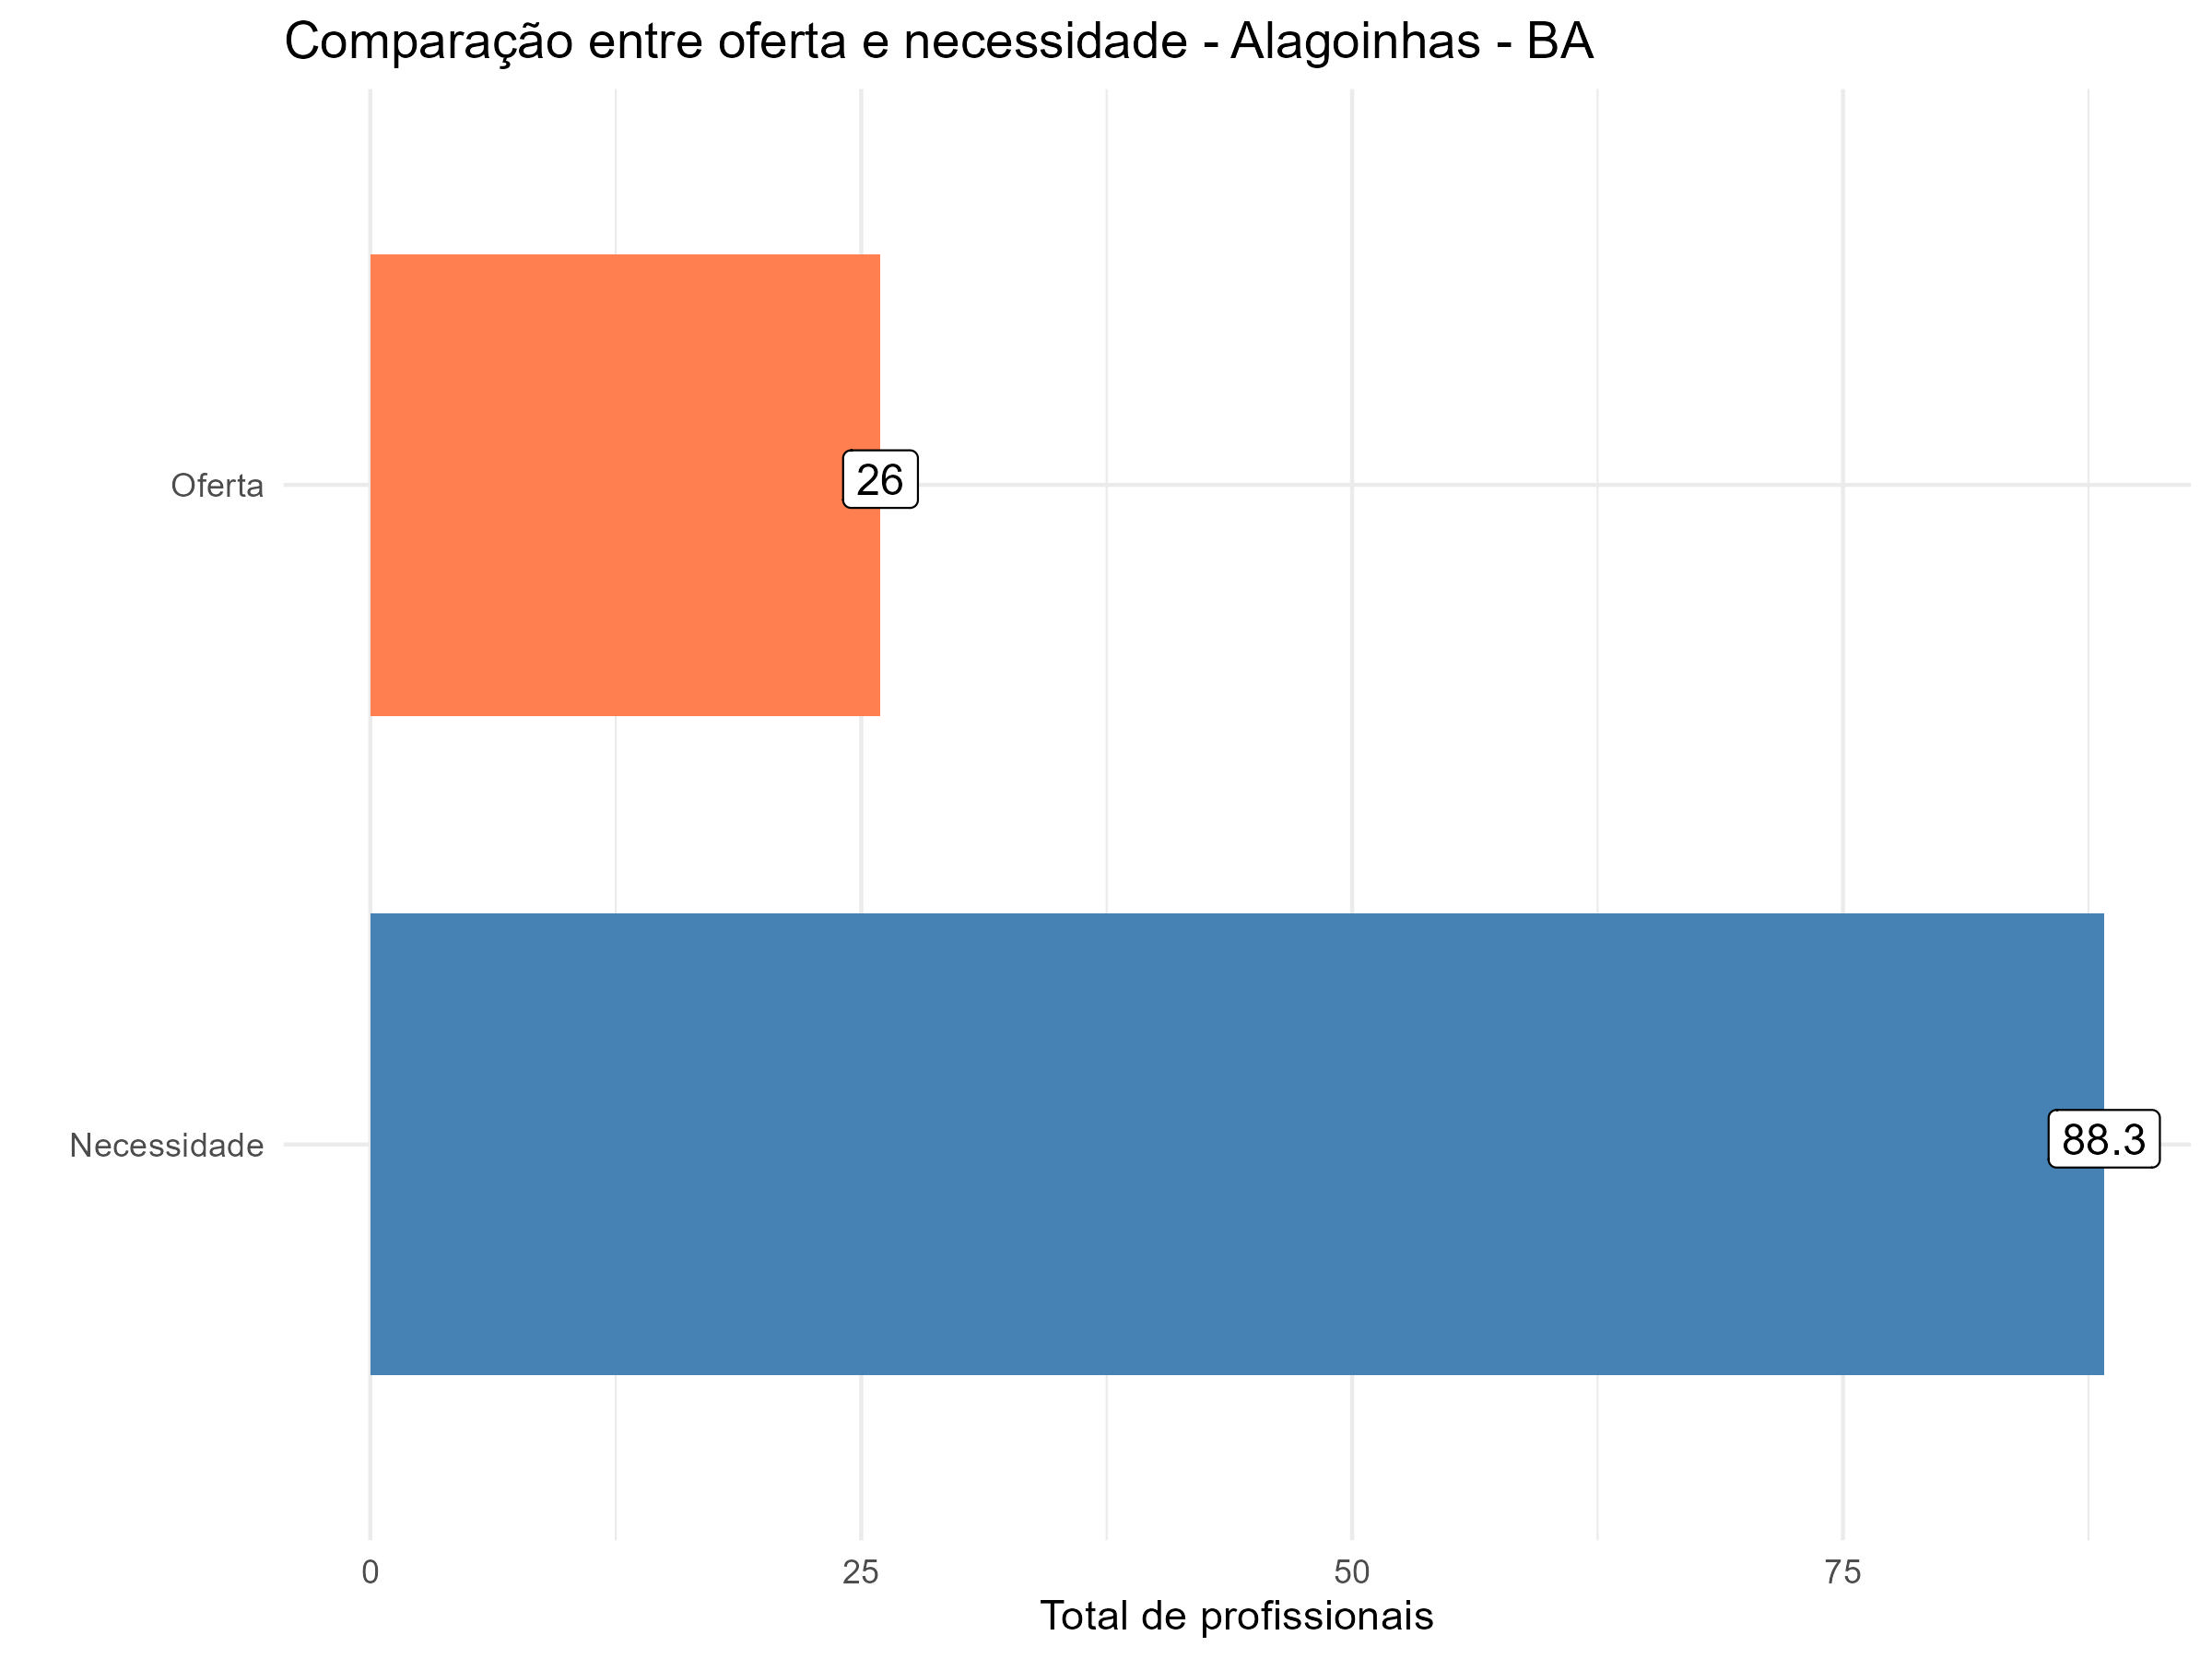 Comparação entre oferta e necessidade - Alagoinhas - BA
Oferta
26
Necessidade
88.3
0 25 50 75
Total de profissionais